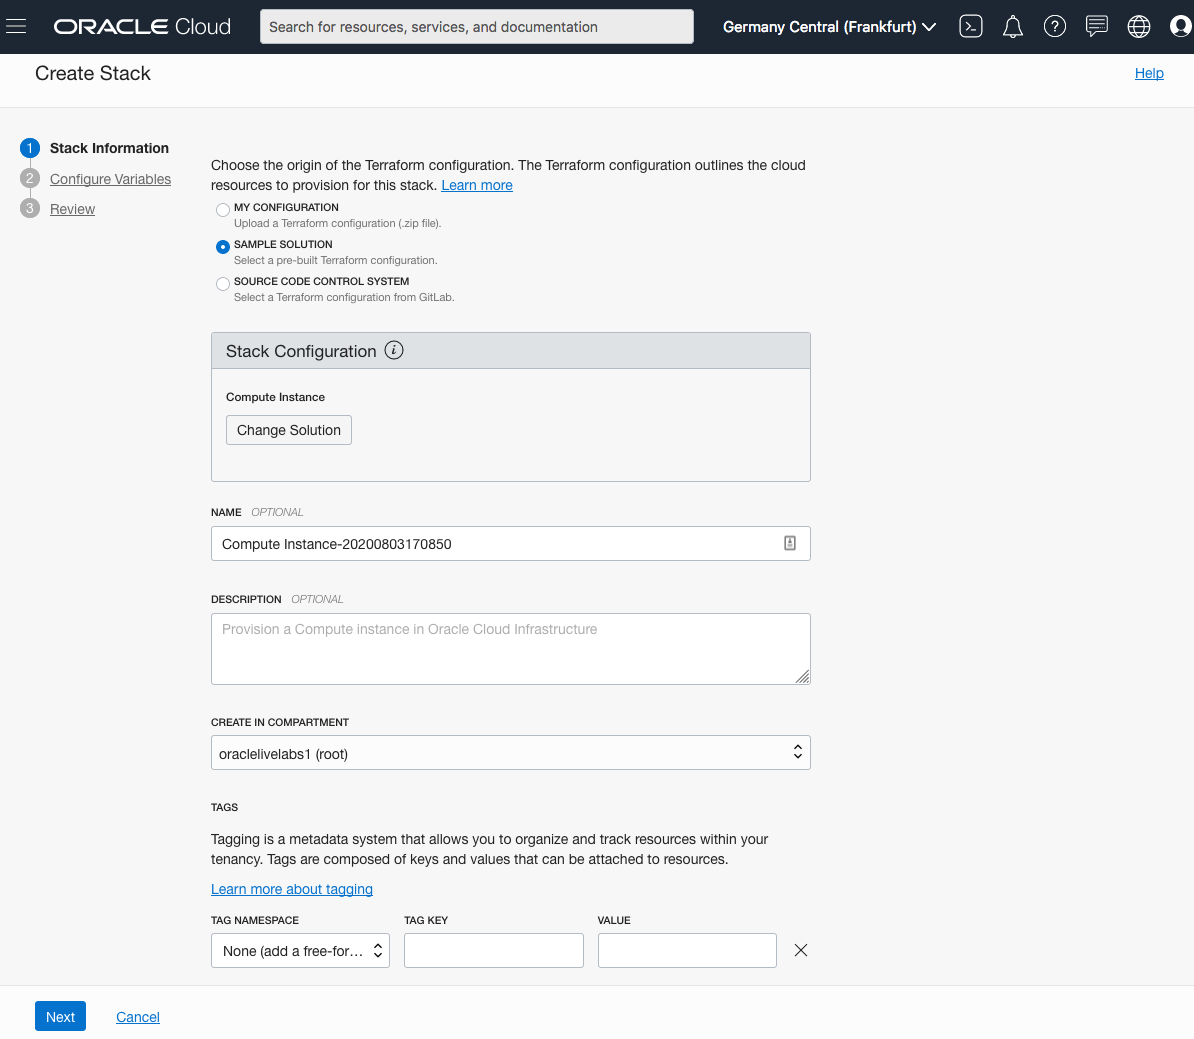 ORACLE Cloud
Search for resources, services, and documentation
Germany Central (Frankfurt)
Create Stack
Help
1 Stack Information
2 Configure Variables
3 Review
Choose the origin of the Terraform configuration. The Terraform configuration outlines the cloud
resources to provision for this stack. Learn more
MY CONFIGURATION
Upload a Terraform configuration (.zip file).
SAMPLE SOLUTION
Select a pre-built Terraform configuration.
SOURCE CODE CONTROL SYSTEM
Select a Terraform configuration from GitLab.
Stack Configuration i
Compute Instance
Change Solution
NAME OPTIONAL
Compute Instance-20200803170850
DESCRIPTION OPTIONAL
Provision a Compute instance in Oracle Cloud Infrastructure
CREATE IN COMPARTMENT
oraclelivelabs1 (root)
TAGS
Tagging is a metadata system that allows you to organize and track resources within your
tenancy. Tags are composed of keys and values that can be attached to resources.
Learn more about tagging
TAG NAMESPACE TAG KEY VALUE
None (add a free-for...
Next Cancel